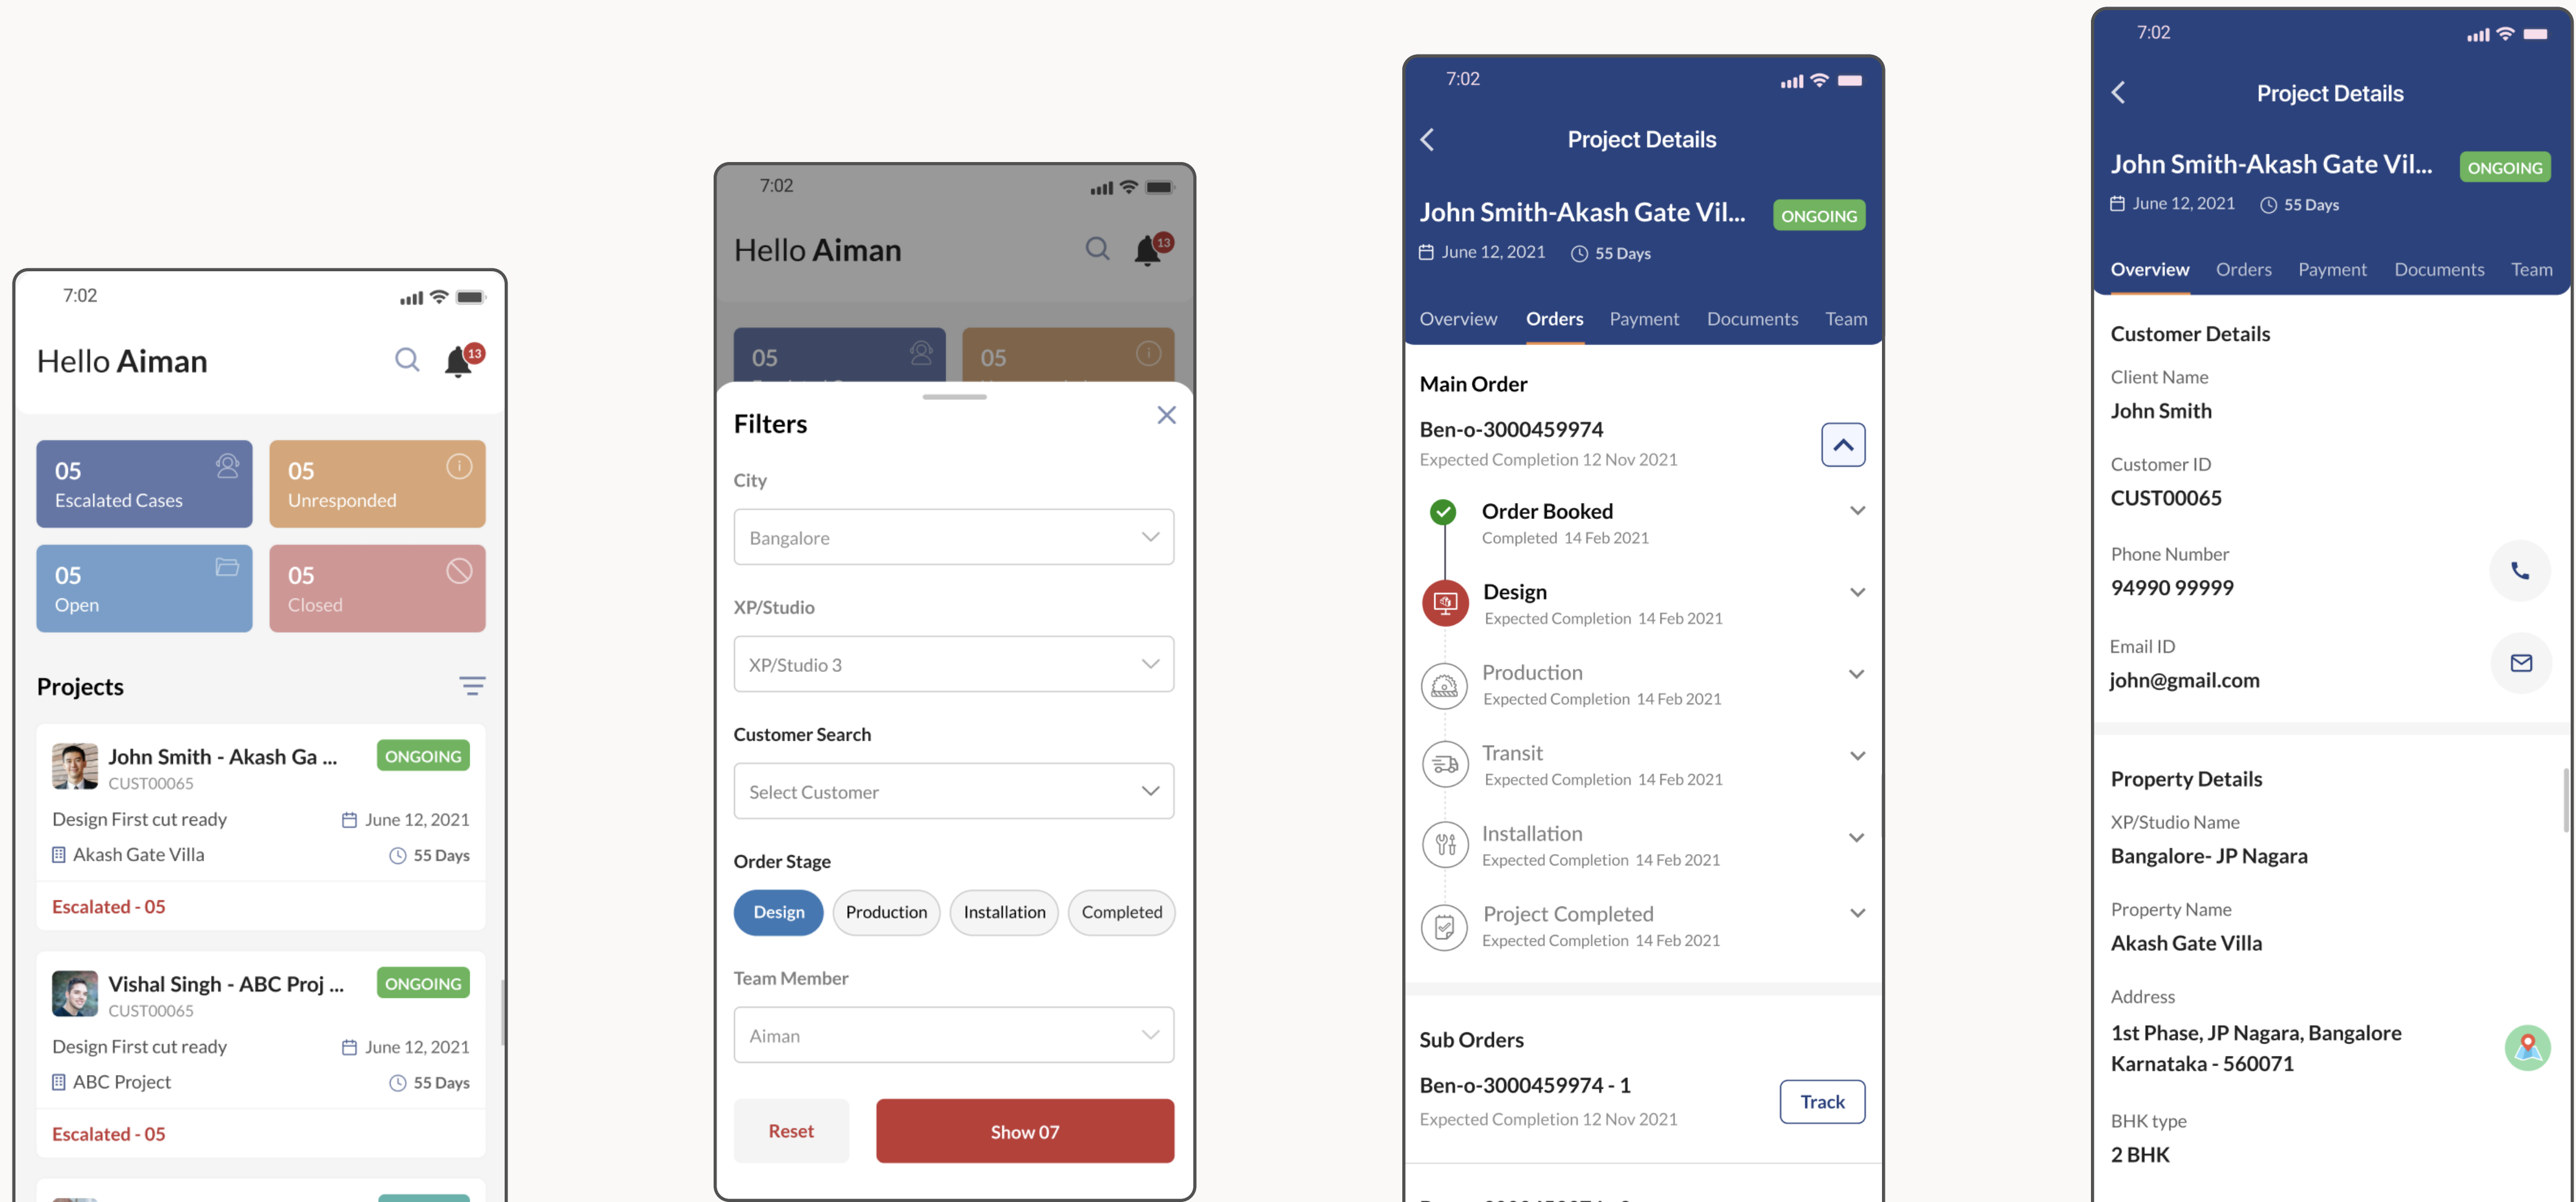 7:02
Hello Aiman
13
05
Escalated Cases
05
Unresponded
05
Open
05
Closed
Projects
John Smith - Akash Ga ...
ONGOING
CUST00065
Design First cut ready
June 12, 2021
Akash Gate Villa
55 Days
Escalated - 05
Vishal Singh - ABC Proj ...
ONGOING
CUST00065
Design First cut ready
June 12, 2021
ABC Project
55 Days
Escalated - 05
7:02
Hello Aiman
13
05
05
Filters
City
Bangalore
XP/Studio
XP/Studio 3
Customer Search
Select Customer
Order Stage
Design
Production
Installation
Completed
Team Member
Aiman
Reset
Show 07
7:02
Project Details
John Smith-Akash Gate Vil...
ONGOING
June 12, 2021
55 Days
Overview
Orders
Payment
Documents
Team
Main Order
Ben-o-3000459974
Expected Completion 12 Nov 2021
Order Booked
Completed 14 Feb 2021
Design
Expected Completion 14 Feb 2021
Production
Expected Completion 14 Feb 2021
Transit
Expected Completion 14 Feb 2021
Installation
Expected Completion 14 Feb 2021
Project Completed
Expected Completion 14 Feb 2021
Sub Orders
Ben-o-3000459974 - 1
Expected Completion 12 Nov 2021
Track
7:02
Project Details
John Smith-Akash Gate Vil...
ONGOING
June 12, 2021
55 Days
Overview
Orders
Payment
Documents
Team
Customer Details
Client Name
John Smith
Customer ID
CUST00065
Phone Number
94990 99999
Email ID
john@gmail.com
Property Details
XP/Studio Name
Bangalore- JP Nagara
Property Name
Akash Gate Villa
Address
1st Phase, JP Nagara, Bangalore
Karnataka - 560071
BHK type
2 BHK